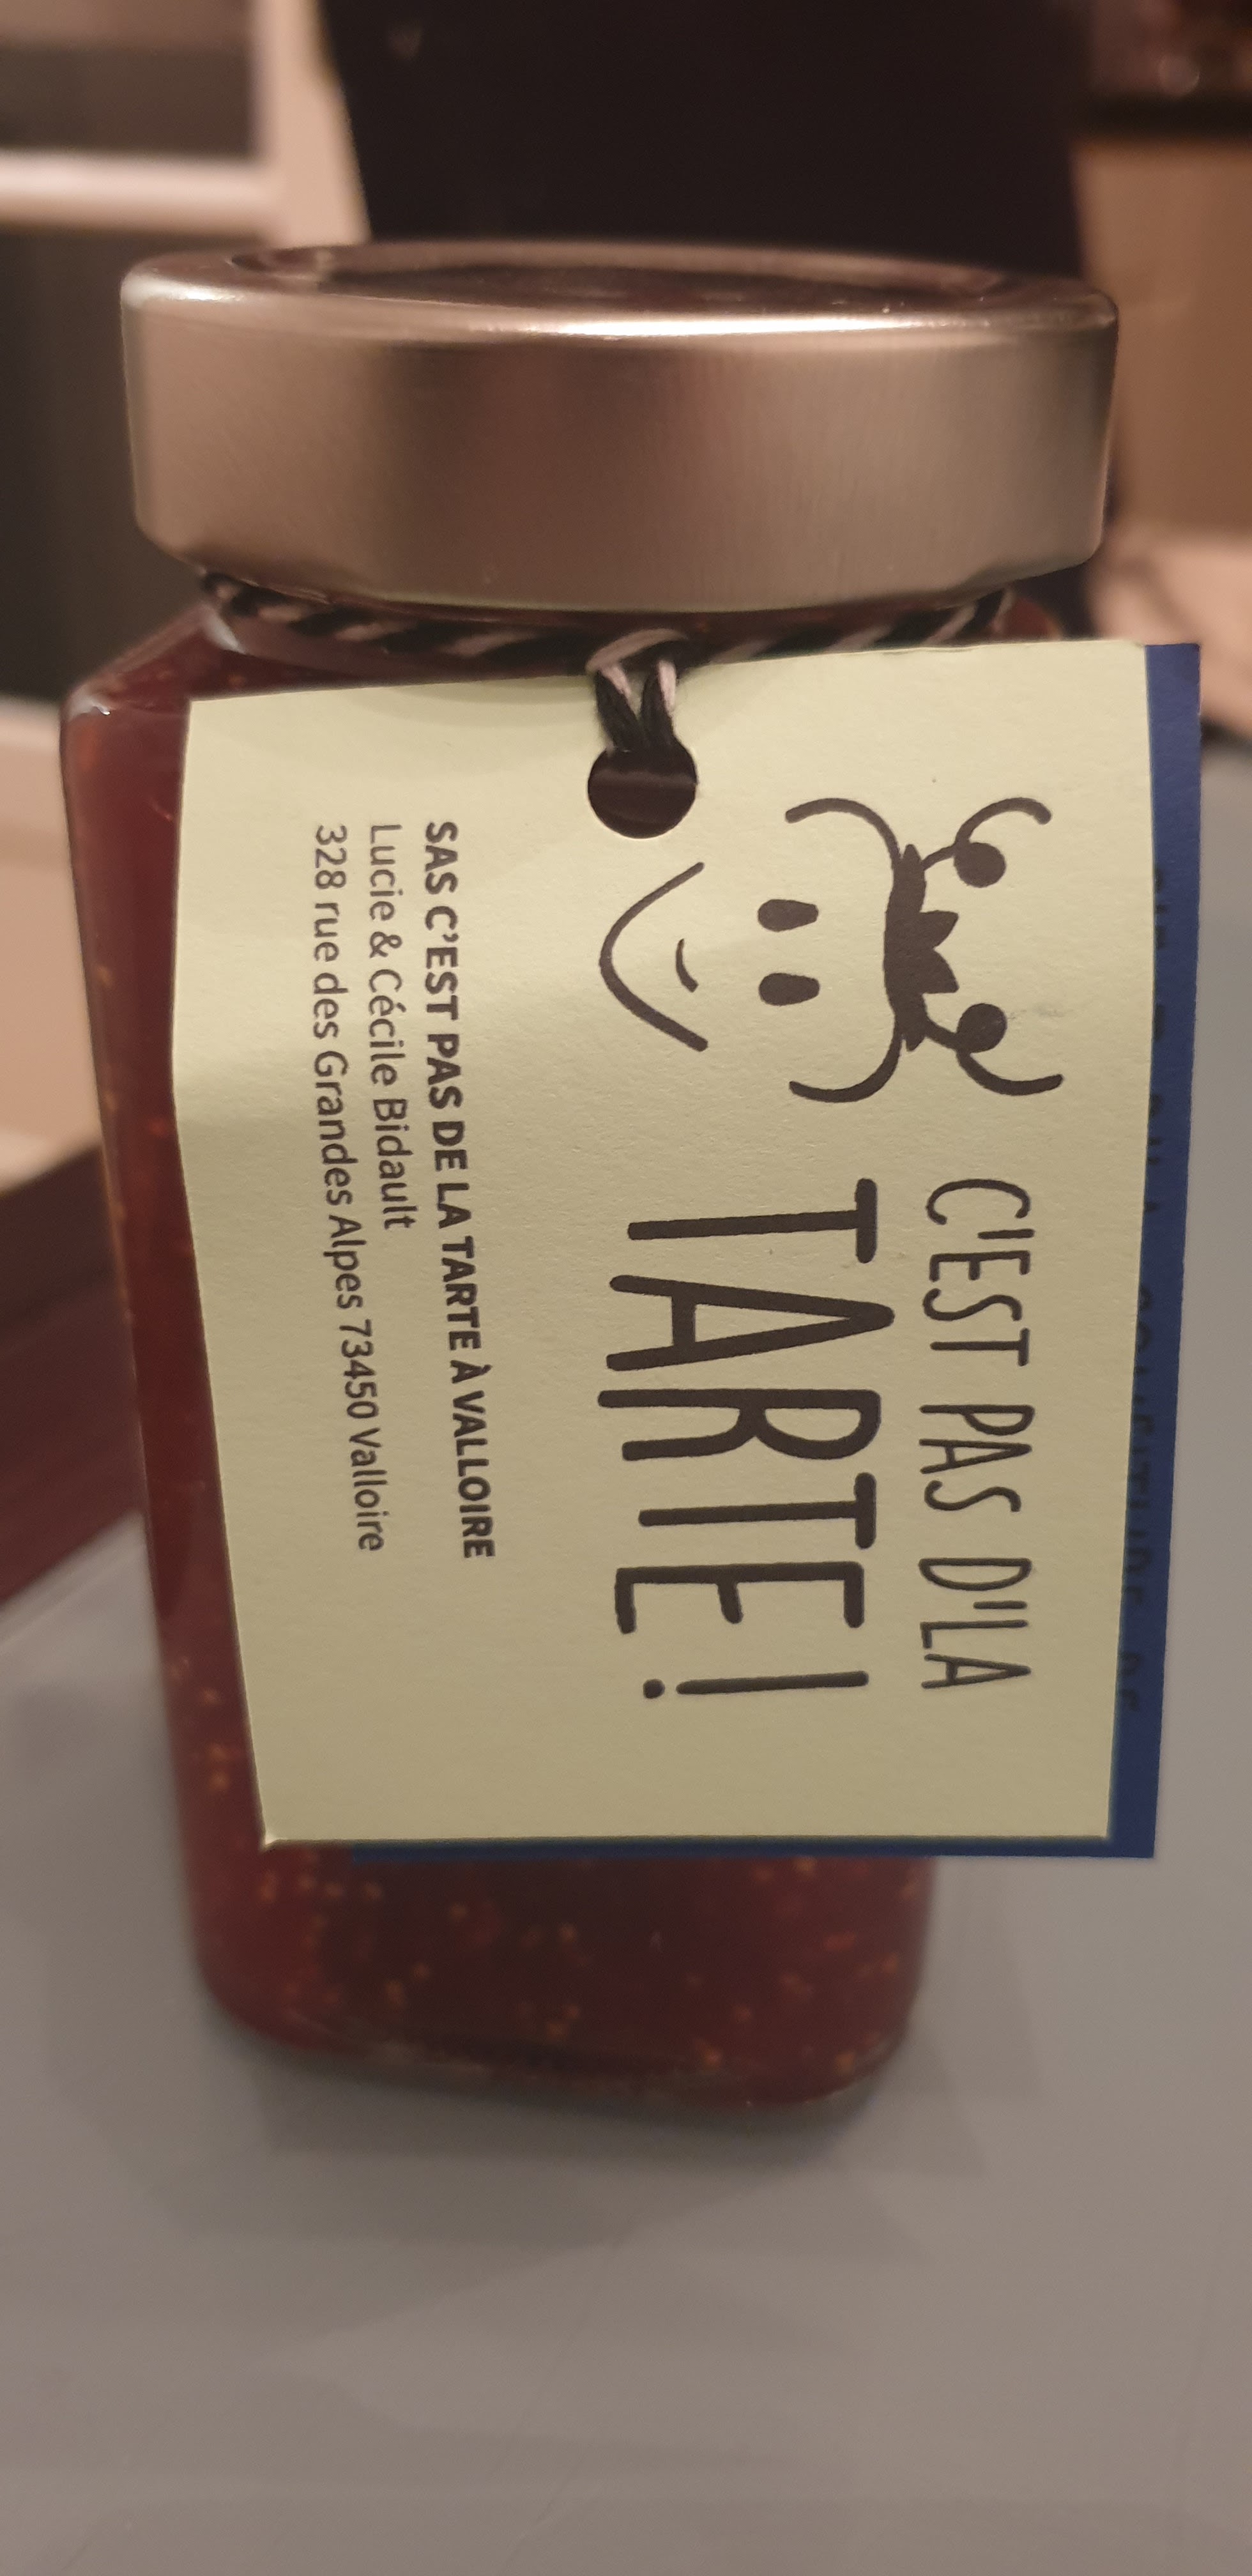 C'EST PAS D'LA
TARTE !
SAS C'EST PAS DE LA TARTE À VALLOIRE
Lucie & Cécile Bidault
328 rue des Grandes Alpes 73450 Valloire